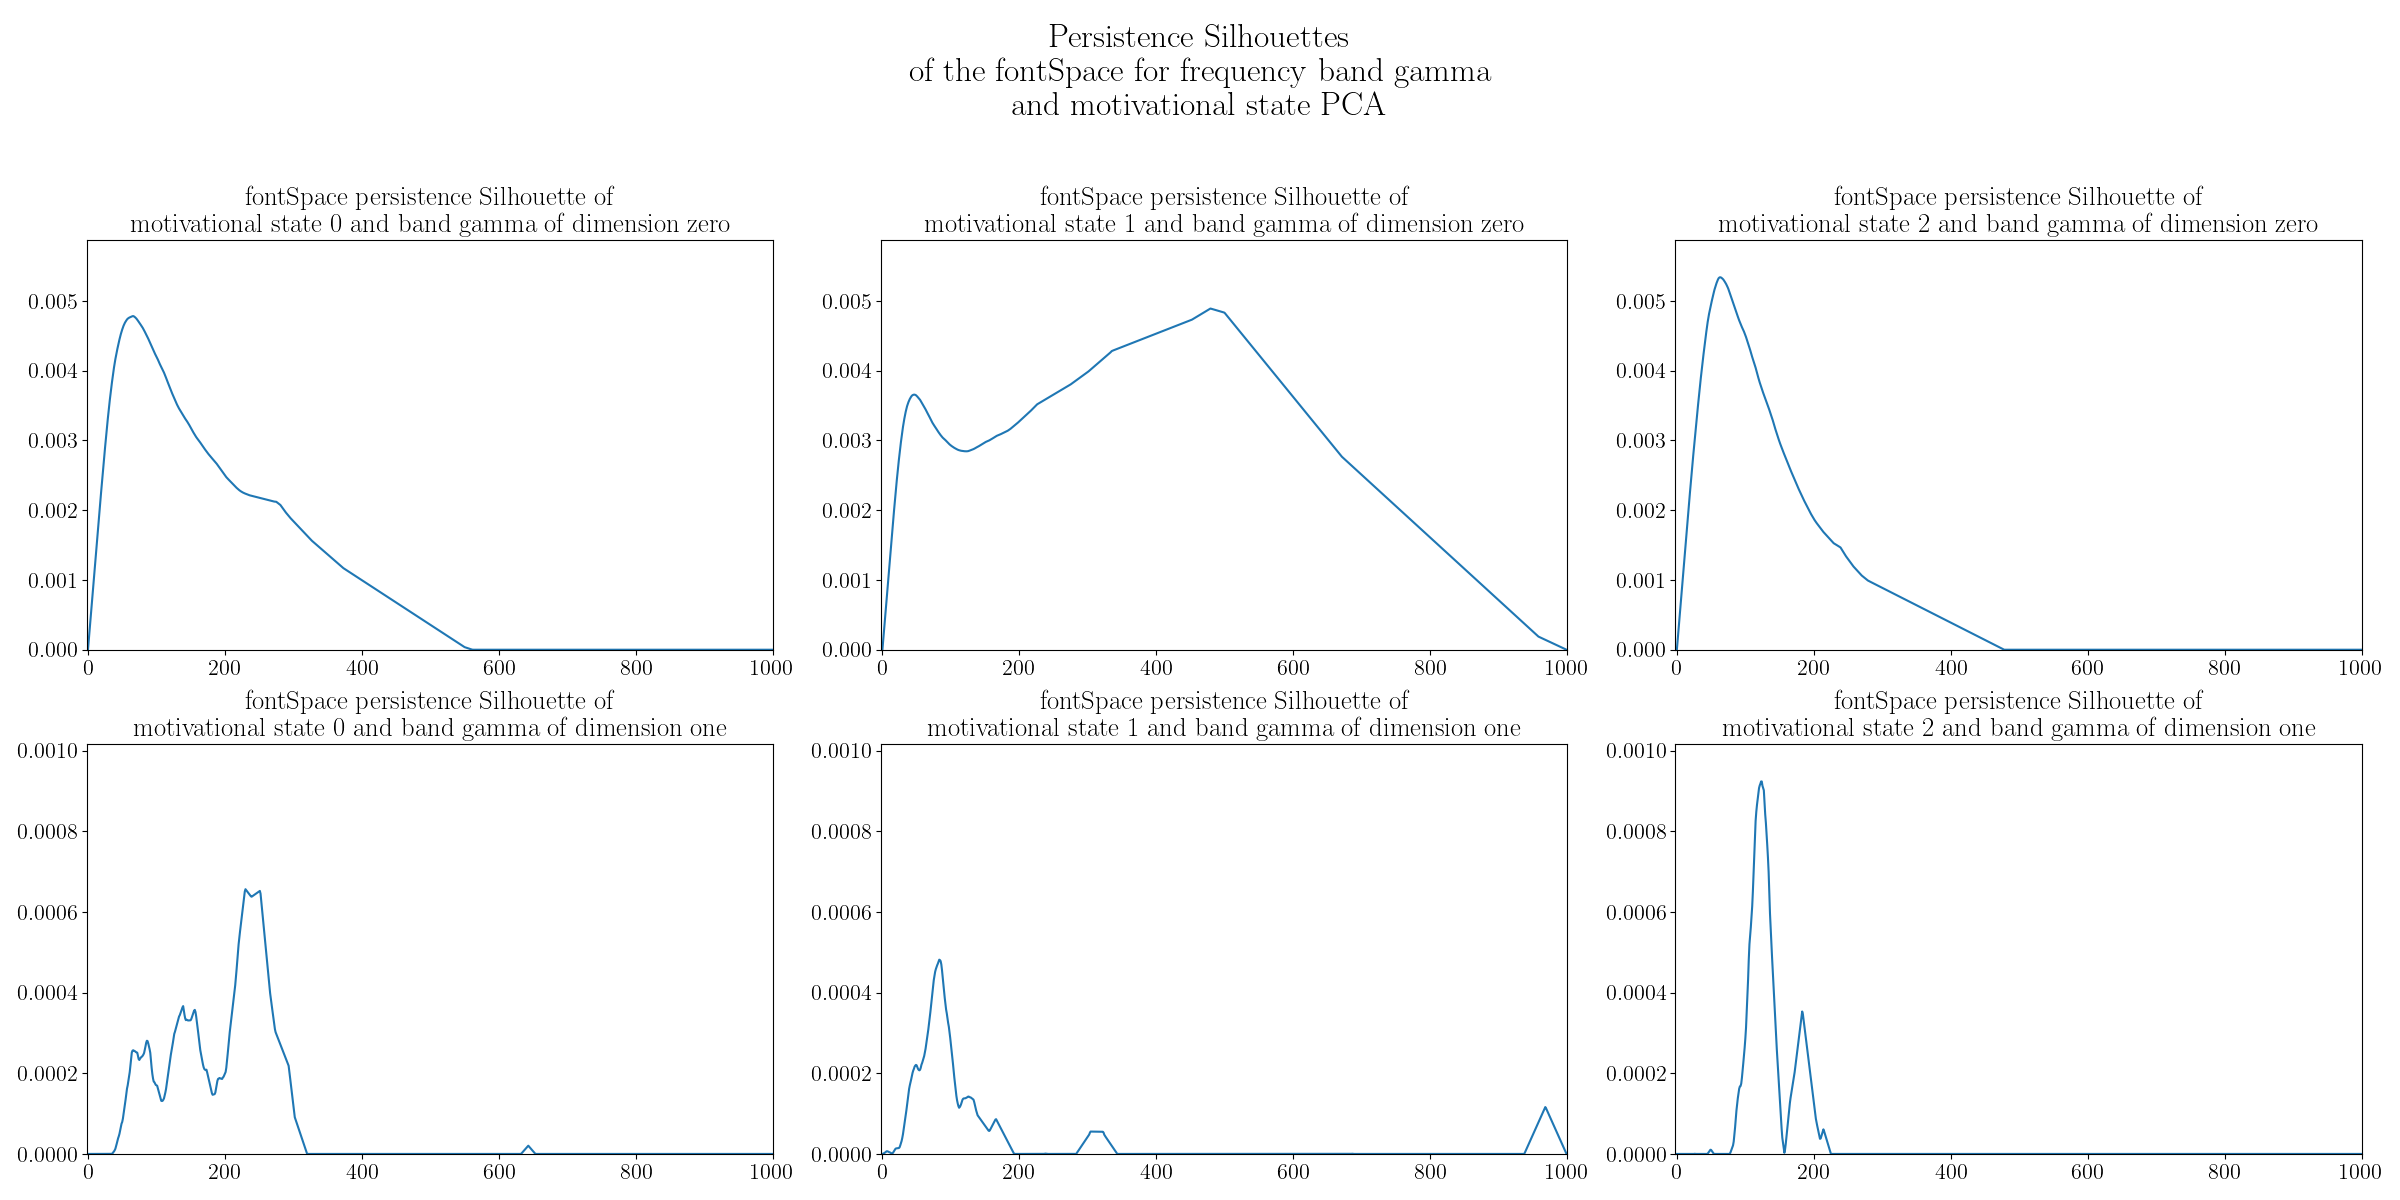 Persistence Silhouettes
of the fontSpace for frequency band gamma
and motivational state PCA
fontSpace persistence Silhouette of
motivational state 0 and band gamma of dimension zero
0.005
0.004
0.003
0.002
0.001
0.000
0 200 400 600 800 1000
fontSpace persistence Silhouette of
motivational state 1 and band gamma of dimension zero
0.005
0.004
0.003
0.002
0.001
0.000
0 200 400 600 800 1000
fontSpace persistence Silhouette of
motivational state 2 and band gamma of dimension zero
0.005
0.004
0.003
0.002
0.001
0.000
0 200 400 600 800 1000
fontSpace persistence Silhouette of
motivational state 0 and band gamma of dimension one
0.0010
0.0008
0.0006
0.0004
0.0002
0.0000
0 200 400 600 800 1000
fontSpace persistence Silhouette of
motivational state 1 and band gamma of dimension one
0.0010
0.0008
0.0006
0.0004
0.0002
0.0000
0 200 400 600 800 1000
fontSpace persistence Silhouette of
motivational state 2 and band gamma of dimension one
0.0010
0.0008
0.0006
0.0004
0.0002
0.0000
0 200 400 600 800 1000